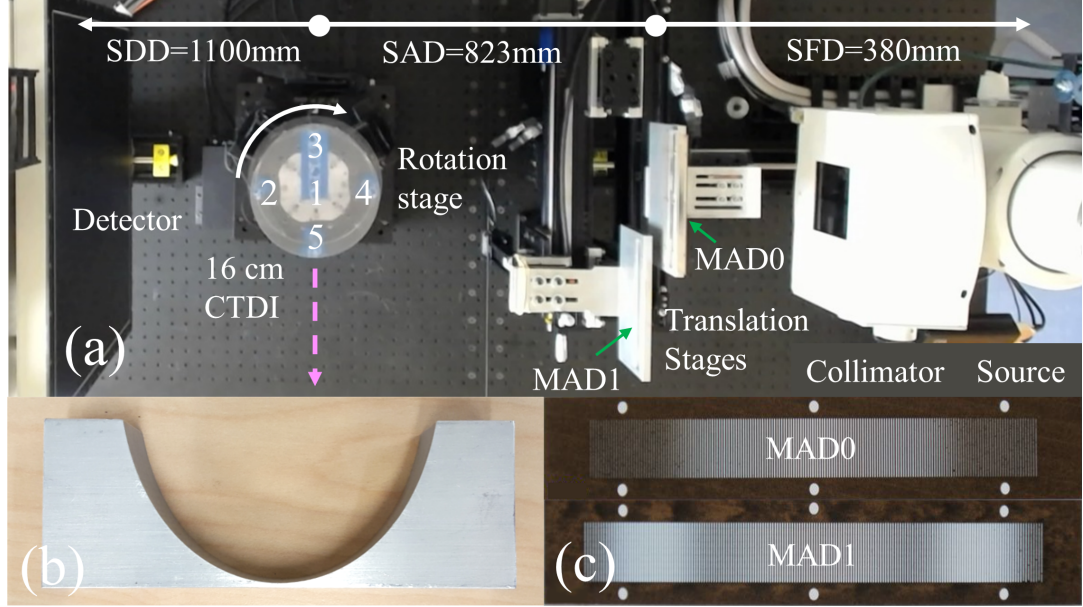 SDD=1100mm
SAD=823mm
SFD=380mm
3
2
1
4
5
Rotation
stage
Detector
16 cm
CTDI
MAD0
Translation
Stages
MAD1
Collimator
Source
(a)
(b)
(c)
MAD0
MAD1